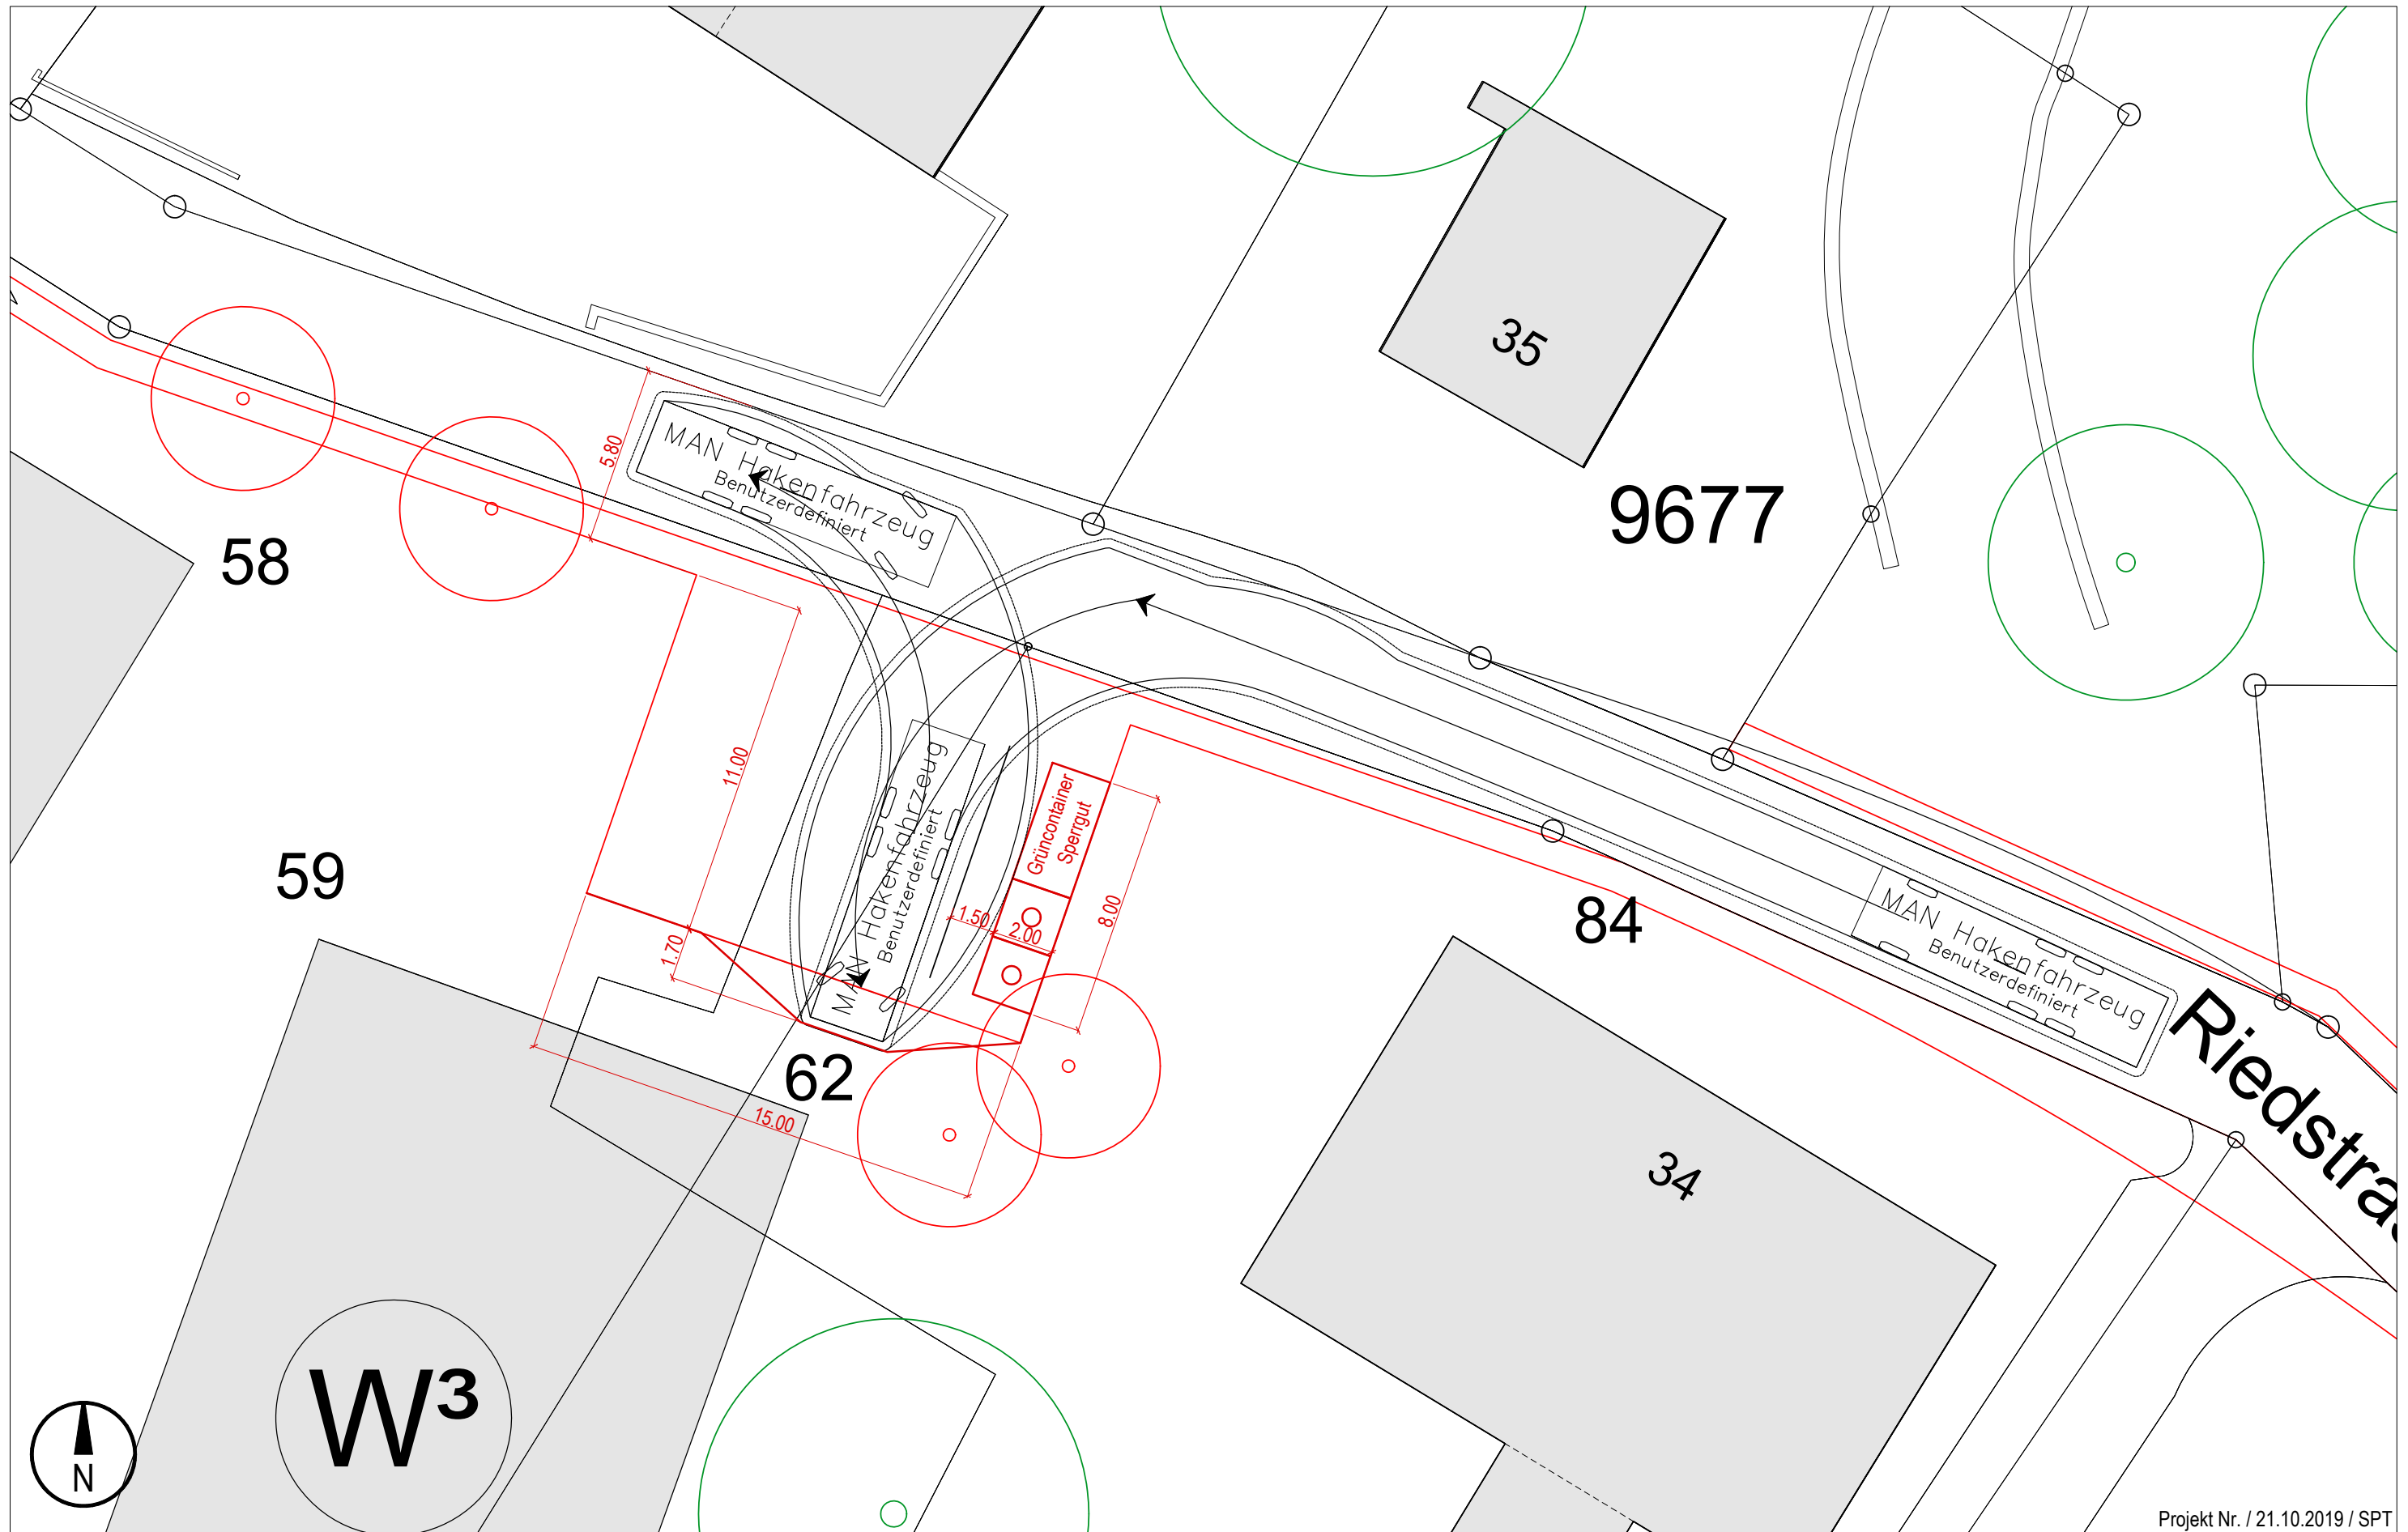 35
9677
5.80
MAN Hakenfahrzeug
Benutzerdefiniert
58
11.00
59
MAN Hakenfahrzeug
Benutzerdefiniert
Grüncontainer
Sperrgut
1.50
2.00
8.00
1.70
84
MAN Hakenfahrzeug
Benutzerdefiniert
62
15.00
34
W³
N
Projekt Nr. / 21.10.2019 / SPT